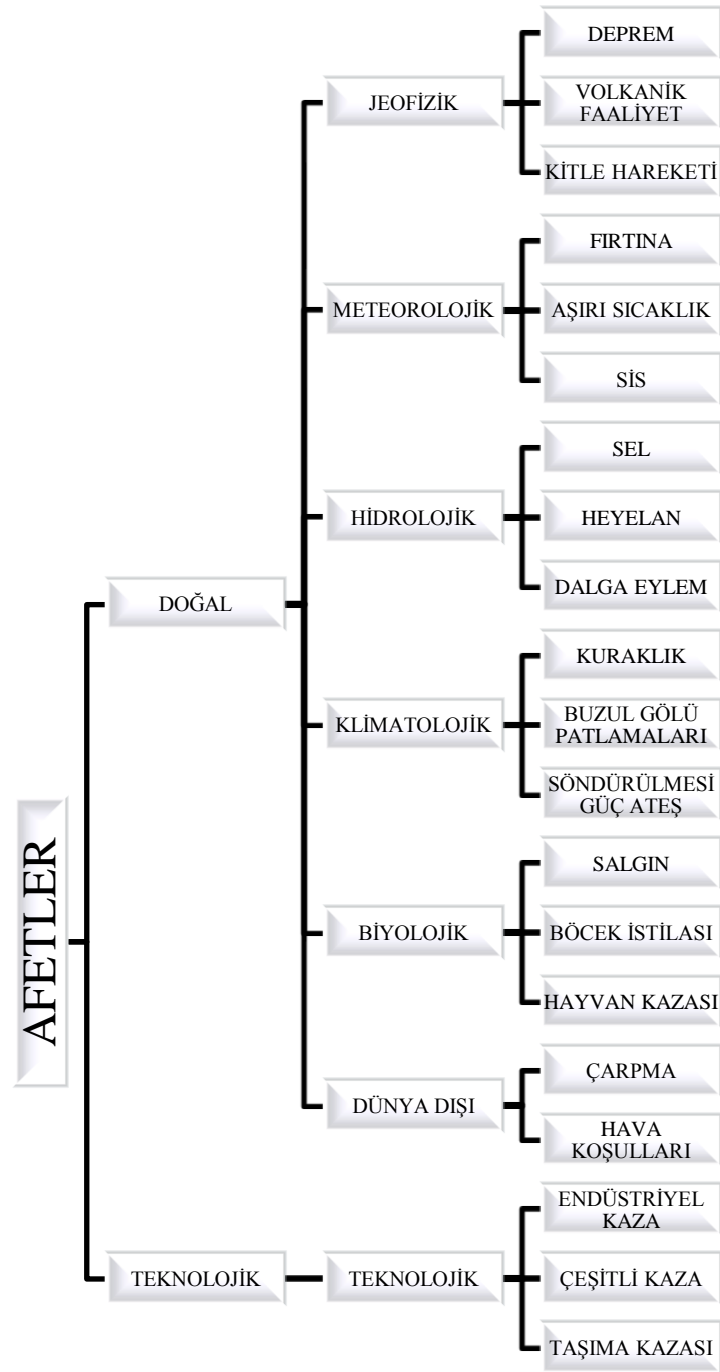 AFETLER
DOĞAL
JEOFİZİK
DEPREM
VOLKANİK
FAALİYET
KİTLE HAREKETİ
METEOROLOJİK
FIRTINA
AŞIRI SICAKLIK
SİS
HİDROLOJİK
SEL
HEYELAN
DALGA EYLEM
KLİMATOLOJİK
KURAKLIK
BUZUL GÖLÜ
PATLAMALARI
SÖNDÜRÜLMESİ
GÜÇ ATEŞ
BİYOLOJİK
SALGIN
BÖCEK İSTİLASI
HAYVAN KAZASI
DÜNYA DIŞI
ÇARPMA
HAVA
KOŞULLARI
TEKNOLOJİK
TEKNOLOJİK
ENDÜSTRİYEL
KAZA
ÇEŞİTLİ KAZA
TAŞIMA KAZASI